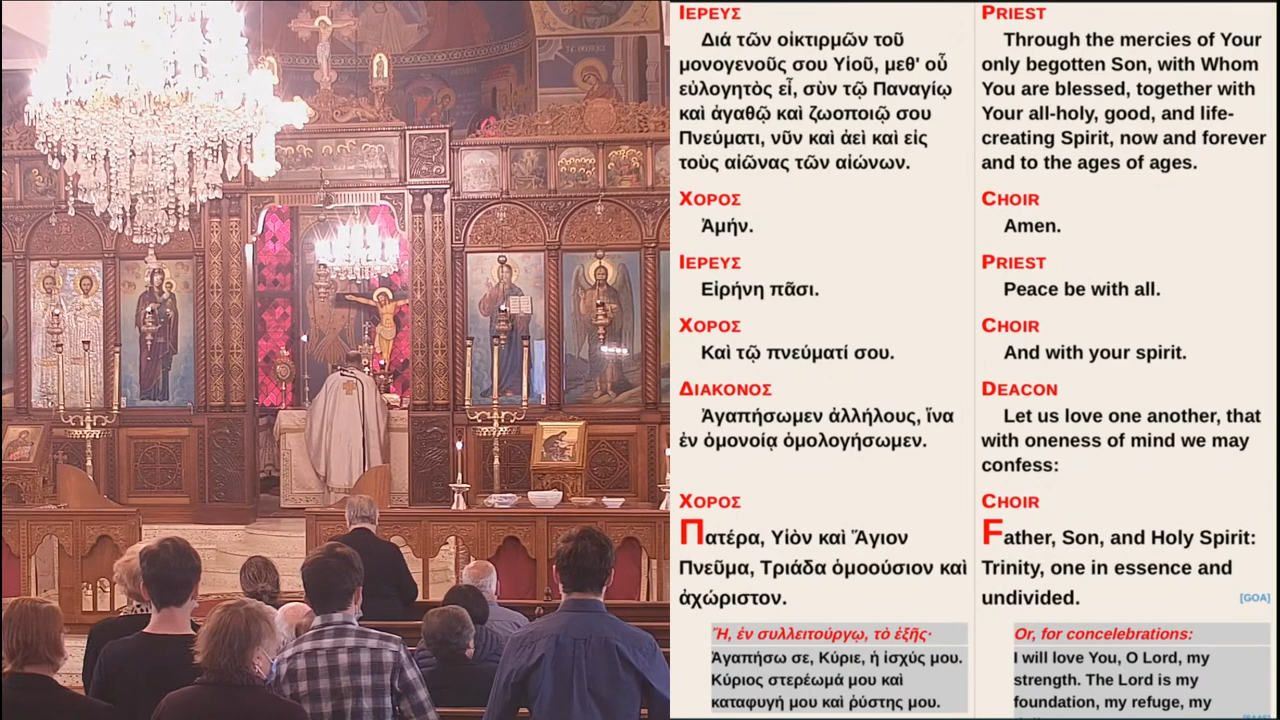 ΙΕΡΕΥΣ
Διά τῶν οἰκτιρμῶν τοῦ
μονογενοῦς σου Υἱοῦ, μεθ' οὗ
εὐλογητὸς εἶ, σὺν τῷ Παναγίῳ
καὶ ἀγαθῷ καὶ ζωοποιῷ σου
Πνεύματι, νῦν καὶ ἀεὶ καὶ εἰς
τοὺς αἰῶνας τῶν αἰώνων.
ΧΟΡΟΣ
Ἀμήν.
ΙΕΡΕΥΣ
Εἰρήνη πᾶσι.
ΧΟΡΟΣ
Καὶ τῷ πνεύματί σου.
ΔΙΑΚΟΝΟΣ
Ἀγαπήσωμεν ἀλλήλους, ἵνα
ἐν ὁμονοίᾳ ὁμολογήσωμεν.
ΧΟΡΟΣ
Πατέρα, Υἱὸν καὶ Ἅγιον
Πνεῦμα, Τριάδα ὁμοούσιον καὶ
ἀχώριστον.
Ἤ, ἐν συλλειτούργῳ, τὸ ἑξῆς·
Ἀγαπήσω σε, Κύριε, ἡ ἰσχύς μου.
Κύριος στερέωμά μου καὶ
καταφυγή μου καὶ ῥύστης μου.
PRIEST
Through the mercies of Your
only begotten Son, with Whom
You are blessed, together with
Your all-holy, good, and life-
creating Spirit, now and forever
and to the ages of ages.
CHOIR
Amen.
PRIEST
Peace be with all.
CHOIR
And with your spirit.
DEACON
Let us love one another, that
with oneness of mind we may
confess:
CHOIR
Father, Son, and Holy Spirit:
Trinity, one in essence and
undivided. [GOA]
Or, for concelebrations:
I will love You, O Lord, my
strength. The Lord is my
foundation, my refuge, my